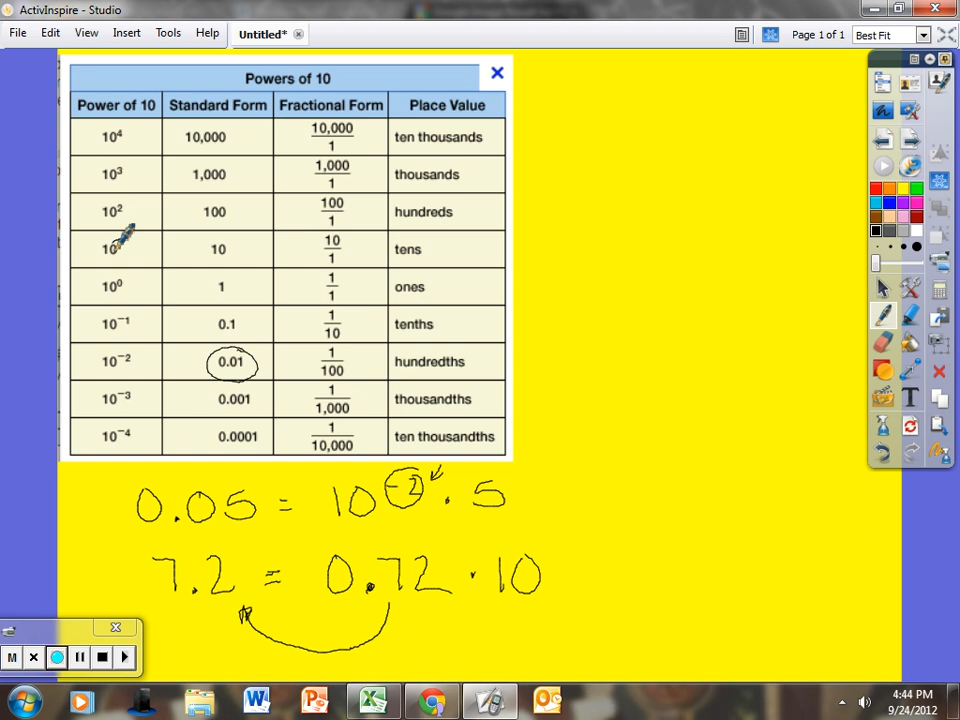 ActivInspire - Studio
File Edit View Insert Tools Help Untitled* Page 1 of 1 Best Fit
Powers of 10
Power of 10 Standard Form Fractional Form Place Value
10⁴ 10,000 10,000/1 ten thousands
10³ 1,000 1,000/1 thousands
10² 100 100/1 hundreds
10 10 10/1 tens
10⁰ 1 1/1 ones
10⁻¹ 0.1 1/10 tenths
10⁻² 0.01 1/100 hundredths
10⁻³ 0.001 1/1,000 thousandths
10⁻⁴ 0.0001 1/10,000 ten thousandths
0.05 = 10⁻² · 5
7.2 = 0.72 · 10
M
4:44 PM
9/24/2012